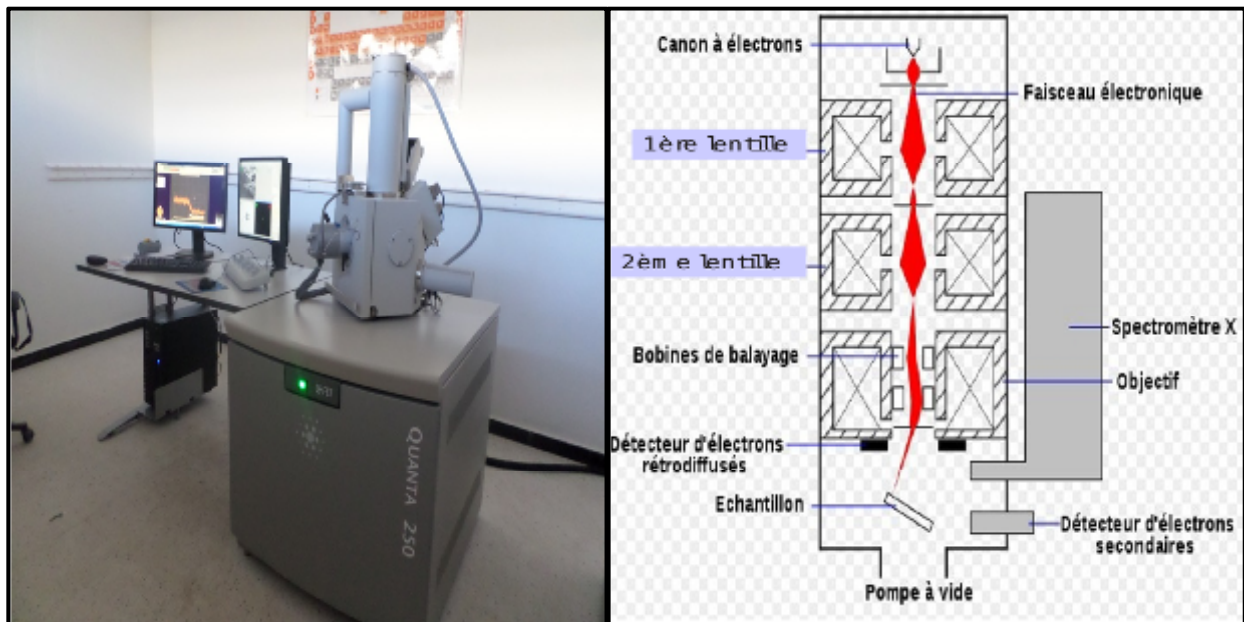 QUANTA 250
Canon à électrons
Faisceau électronique
1ère lentille
2èm e lentille
Bobines de balayage
Spectromètre X
Objectif
Détecteur d'électrons
rétrodiffusés
Echantillon
Détecteur d'électrons
secondaires
Pompe à vide